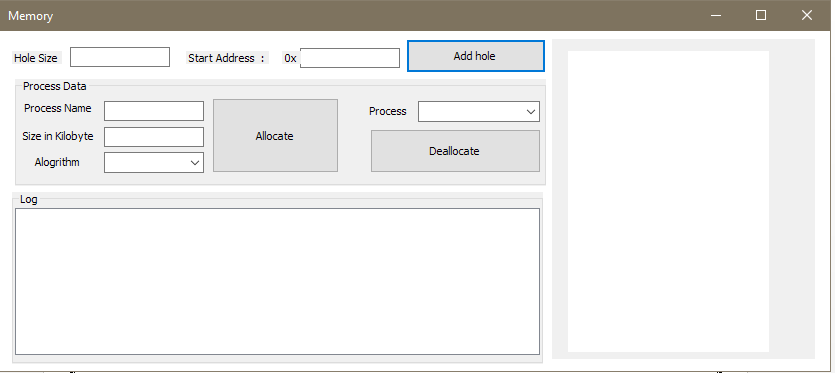 Memory
Hole Size
Start Address :
0x
Add hole
Process Data
Process Name
Size in Kilobyte
Alogrithm
Allocate
Process
Deallocate
Log